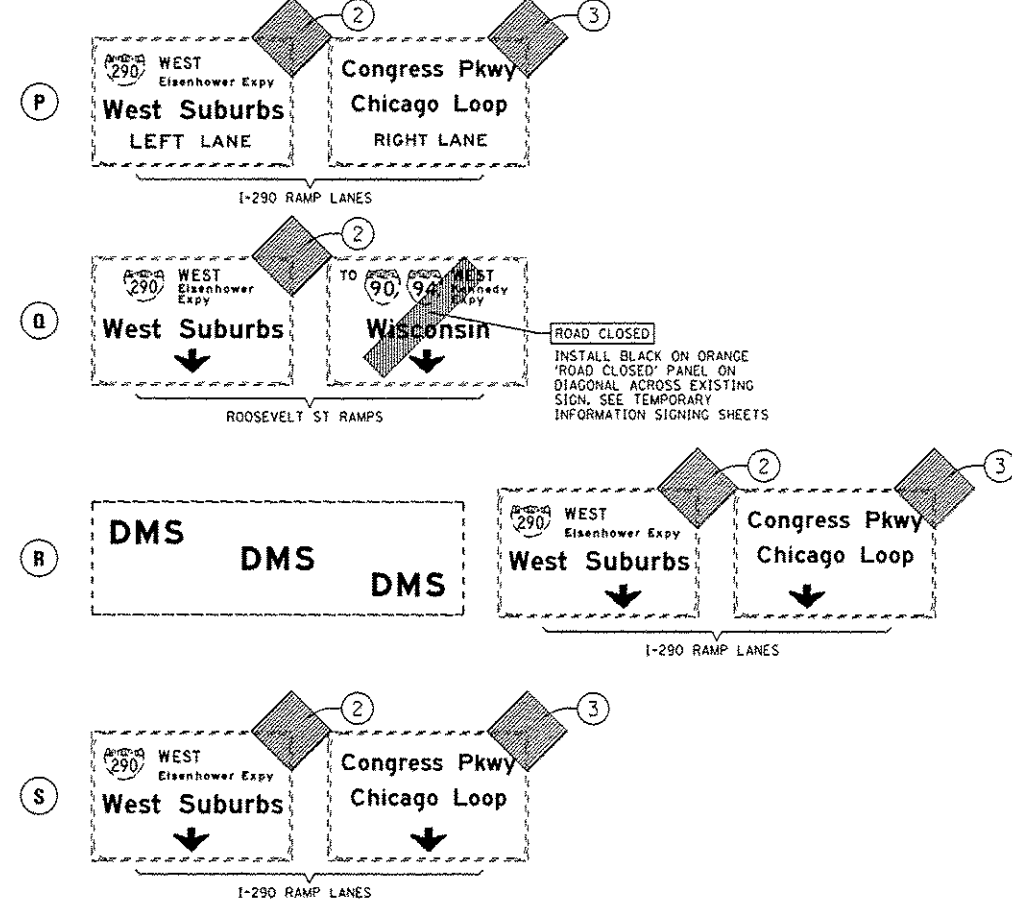 2
3
P
290 WEST
Eisenhower Expy
West Suburbs
LEFT LANE
Congress Pkwy
Chicago Loop
RIGHT LANE
I-290 RAMP LANES
2
Q
290 WEST
Eisenhower
Expy
West Suburbs
TO 90 94 WEST
Kennedy
Expy
Wisconsin
ROAD CLOSED
INSTALL BLACK ON ORANGE
'ROAD CLOSED' PANEL ON
DIAGONAL ACROSS EXISTING
SIGN. SEE TEMPORARY
INFORMATION SIGNING SHEETS
ROOSEVELT ST RAMPS
2
3
R
DMS
DMS
DMS
290 WEST
Eisenhower Expy
West Suburbs
Congress Pkwy
Chicago Loop
I-290 RAMP LANES
2
3
S
290 WEST
Eisenhower Expy
West Suburbs
Congress Pkwy
Chicago Loop
I-290 RAMP LANES